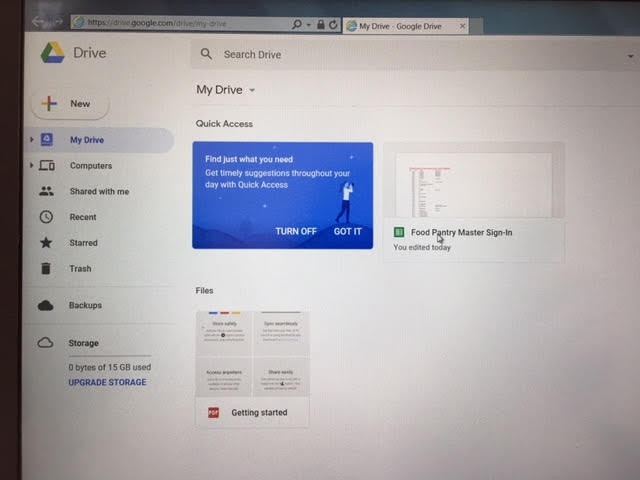 https://drive.google.com/drive/my-drive
My Drive - Google Drive
Drive
Search Drive
New
My Drive
Computers
Shared with me
Recent
Starred
Trash
Backups
Storage
0 bytes of 15 GB used
UPGRADE STORAGE
My Drive
Quick Access
Find just what you need
Get timely suggestions throughout your
day with Quick Access
TURN OFF GOT IT
Food Pantry Master Sign-In
You edited today
Files
Store safely
Sync seamlessly
Access anywhere
Share easily
PDF
Getting started